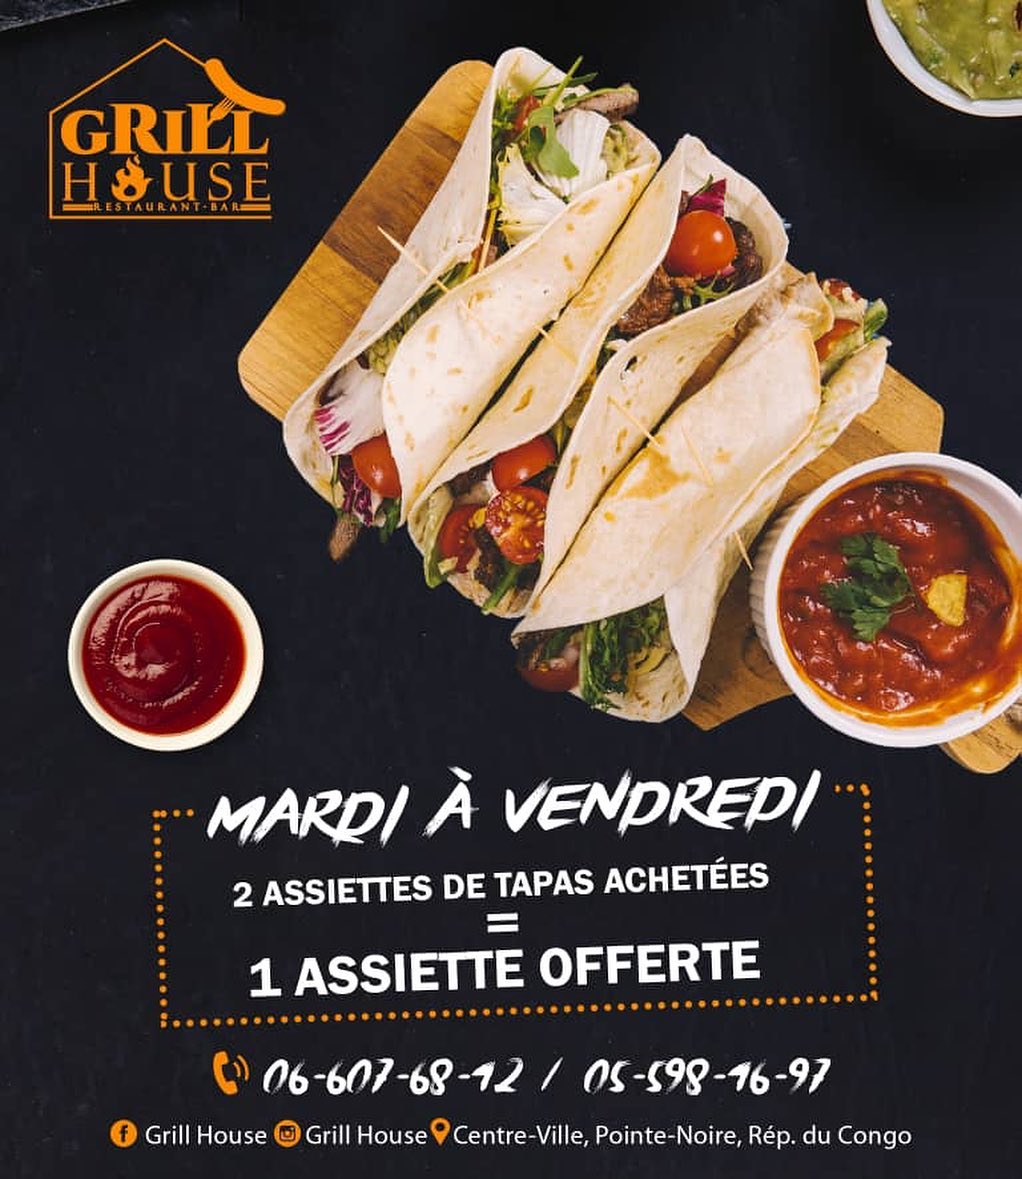 GRILL
HOUSE
RESTAURANT-BAR
MARDI À VENDREDI
2 ASSIETTES DE TAPAS ACHETÉES
=
1 ASSIETTE OFFERTE
06-607-68-12 / 05-598-16-97
Grill House Grill House Centre-Ville, Pointe-Noire, Rép. du Congo